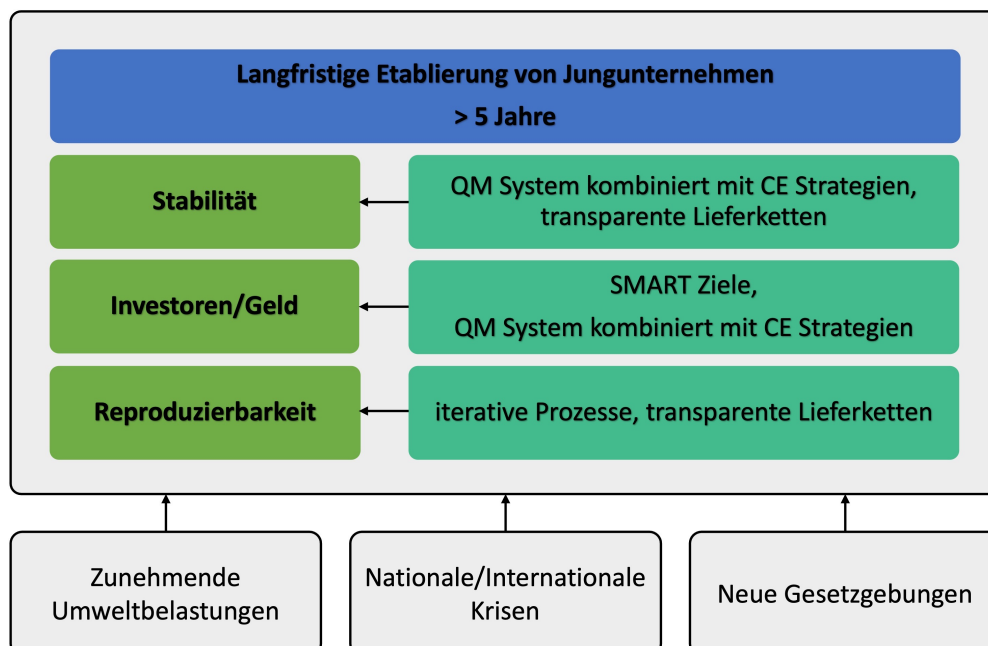 Langfristige Etablierung von Jungunternehmen
> 5 Jahre
Stabilität
QM System kombiniert mit CE Strategien,
transparente Lieferketten
Investoren/Geld
SMART Ziele,
QM System kombiniert mit CE Strategien
Reproduzierbarkeit
iterative Prozesse, transparente Lieferketten
Zunehmende
Umweltbelastungen
Nationale/Internationale
Krisen
Neue Gesetzgebungen